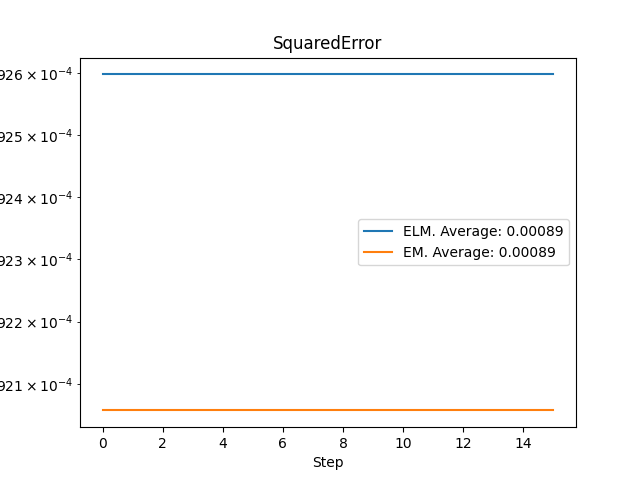 SquaredError
926 × 10⁻⁴
925 × 10⁻⁴
924 × 10⁻⁴
923 × 10⁻⁴
922 × 10⁻⁴
921 × 10⁻⁴
ELM. Average: 0.00089
EM. Average: 0.00089
0 2 4 6 8 10 12 14
Step